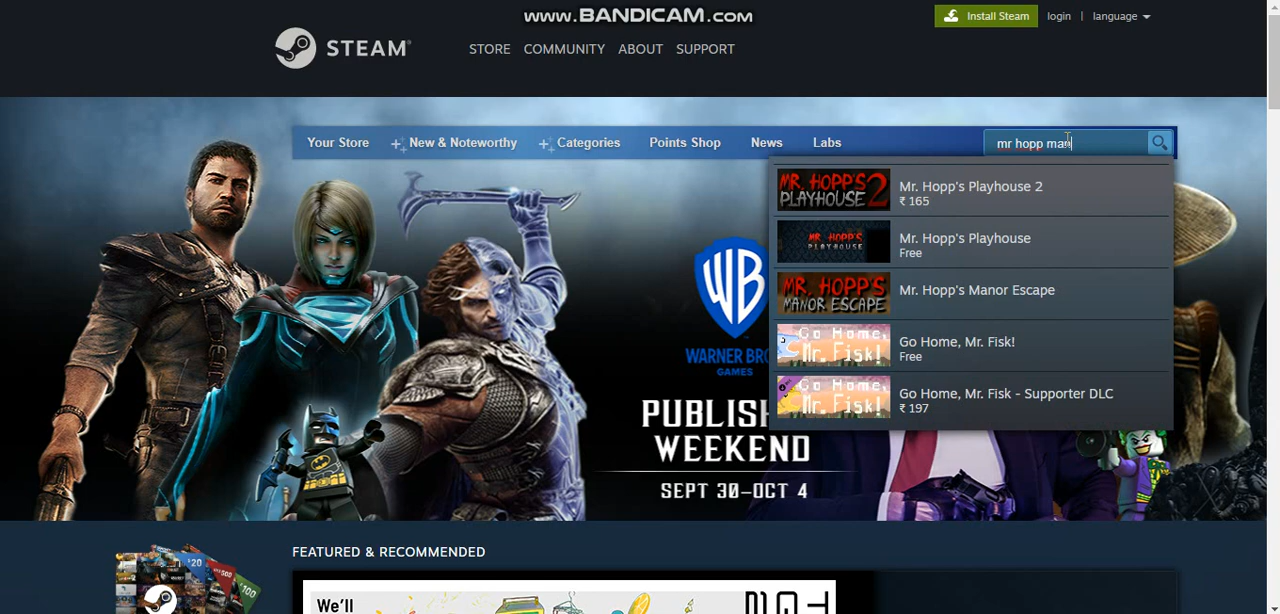 www.BANDICAM.com
Install Steam login | language
STEAM®
STORE COMMUNITY ABOUT SUPPORT
Your Store New & Noteworthy Categories Points Shop News Labs
mr hopp man
MR. HOPP'S PLAYHOUSE 2
Mr. Hopp's Playhouse 2
₹ 165
MR. HOPP'S PLAYHOUSE
Mr. Hopp's Playhouse
Free
MR. HOPP'S MANOR ESCAPE
Mr. Hopp's Manor Escape
Go Home, Mr. Fisk!
Go Home, Mr. Fisk!
Free
Go Home, Mr. Fisk!
Go Home, Mr. Fisk - Supporter DLC
₹ 197
WB
WARNER BRO
GAMES
PUBLISH
WEEKEND
SEPT 30-OCT 4
FEATURED & RECOMMENDED
$20
$100
We'll